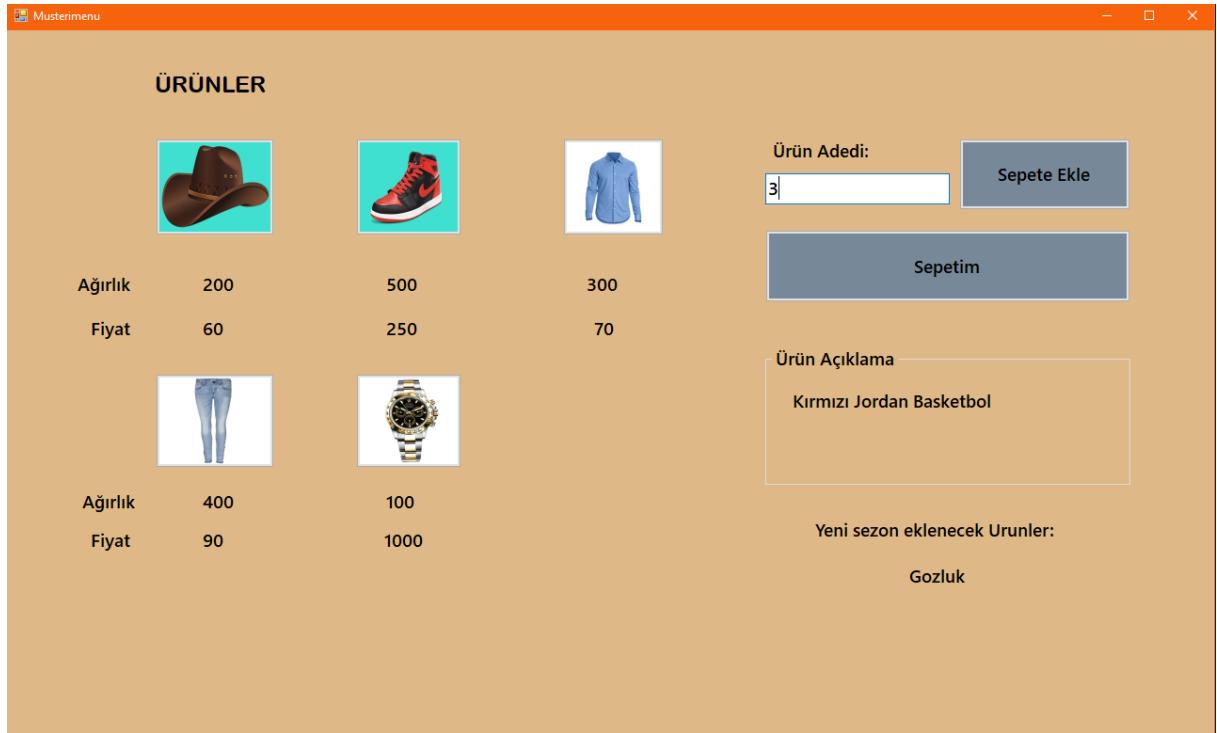 Musterimenu
ÜRÜNLER
Ağırlık 200 500 300
Fiyat 60 250 70
Ağırlık 400 100
Fiyat 90 1000
Ürün Adedi:
3
Sepete Ekle
Sepetim
Ürün Açıklama
Kırmızı Jordan Basketbol
Yeni sezon eklenecek Urunler:
Gozluk